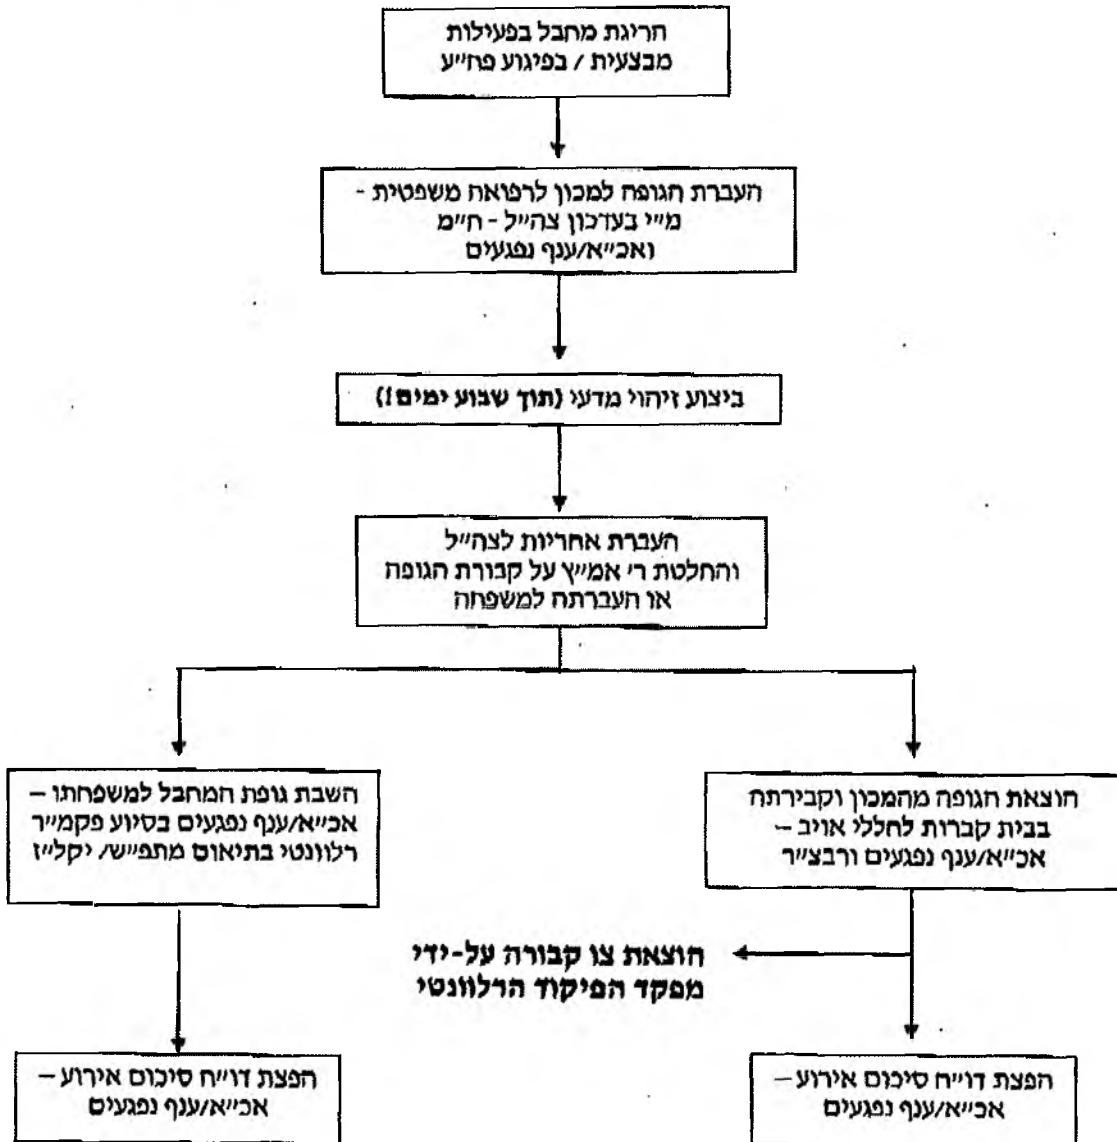 הריגת מחבל בפעילות
מבצעית / בפיגוע פח״ע
העברת הגופה למכון לרפואה משפטית -
מ״י בעדכון צה״ל - ח״מ
ואכ״א/ענף נפגעים
ביצוע זיהוי מדעי (תוך שבוע ימים!)
העברת אחריות לצה״ל
והחלטת ר׳ אמ״ץ על קבורת הגופה
או העברתה למשפחה
הוצאת הגופה מהמכון וקבירתה
בבית קברות לחללי אויב –
אכ״א/ענף נפגעים ורבצ״ר
השבת גופת המחבל למשפחתו –
אכ״א/ענף נפגעים בסיוע פקמ״ר
רלוונטי בתיאום מתפ״ש/ יקל״ז
הוצאת צו קבורה על-ידי
מפקד הפיקוד הרלוונטי
הפצת דו״ח סיכום אירוע –
אכ״א/ענף נפגעים
הפצת דו״ח סיכום אירוע –
אכ״א/ענף נפגעים